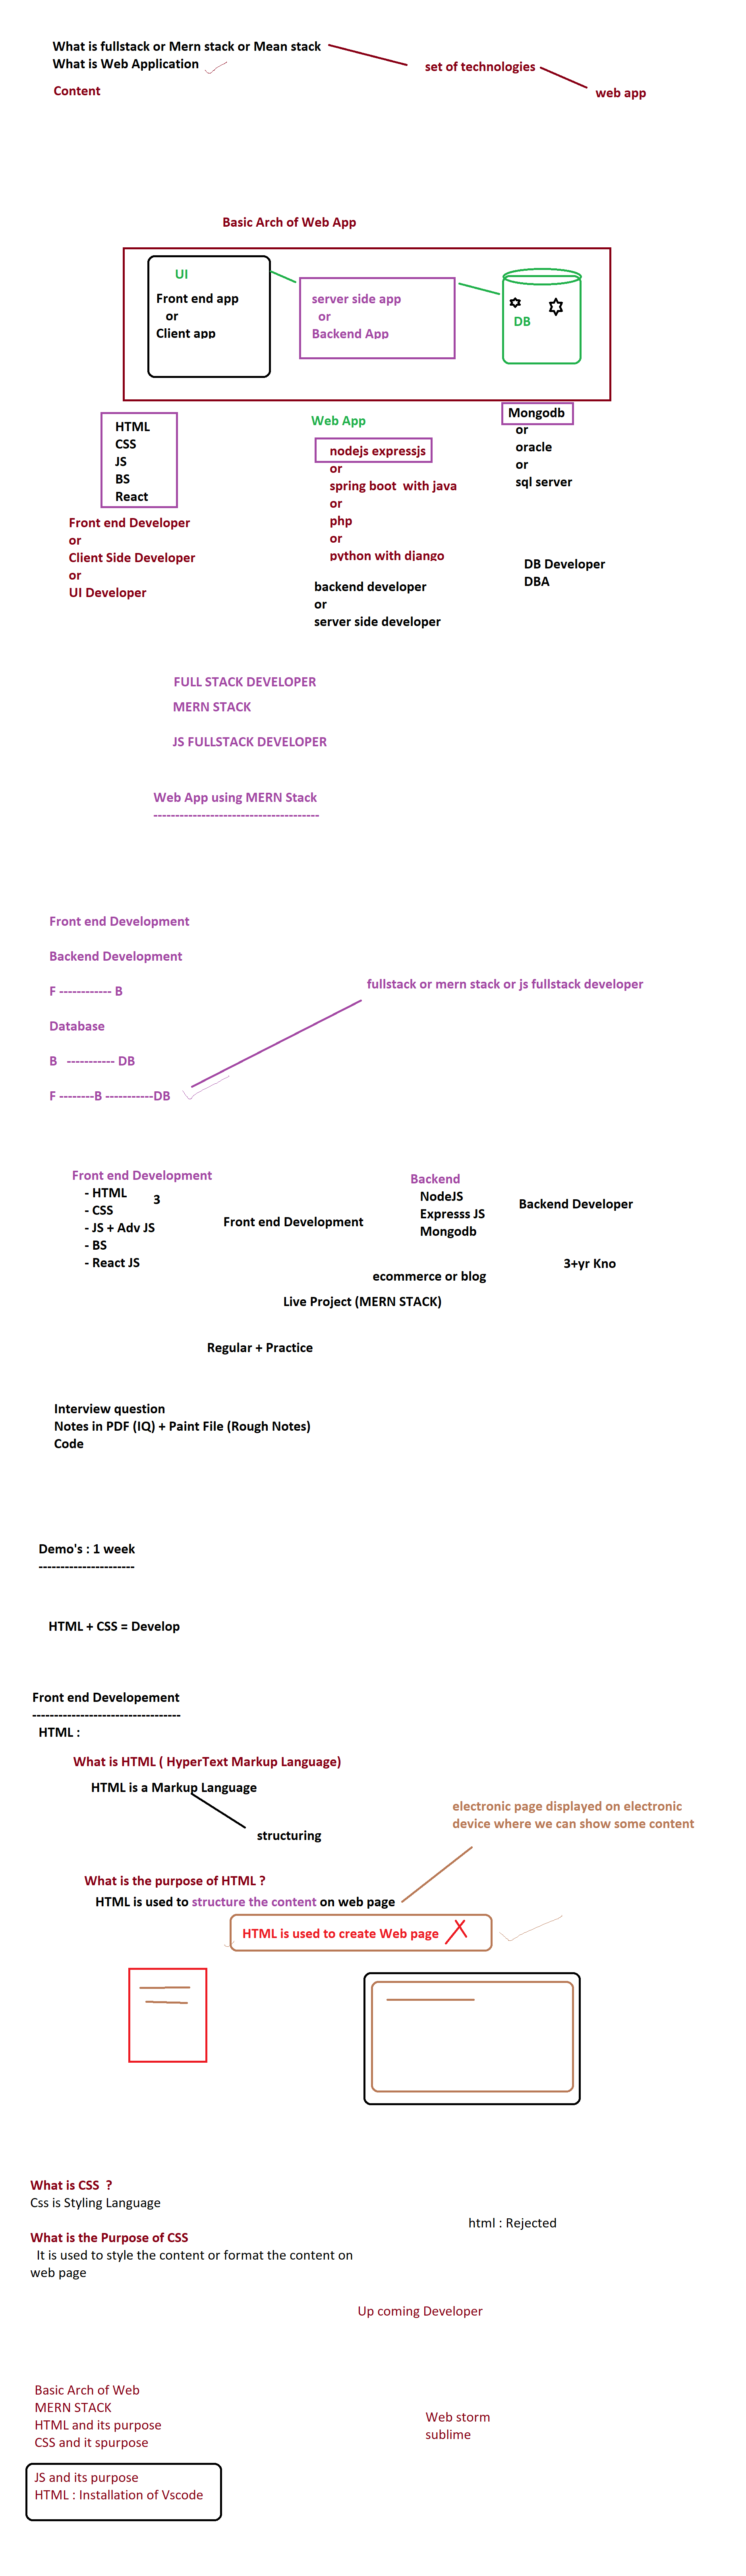 What is fullstack or Mern stack or Mean stack
What is Web Application
set of technologies
web app
Content
Basic Arch of Web App
UI
Front end app
or
Client app
server side app
or
Backend App
DB
HTML
CSS
JS
BS
React
Front end Developer
or
Client Side Developer
or
UI Developer
Web App
nodejs expressjs
or
spring boot with java
or
php
or
python with django
backend developer
or
server side developer
Mongodb
or
oracle
or
sql server
DB Developer
DBA
FULL STACK DEVELOPER
MERN STACK
JS FULLSTACK DEVELOPER
Web App using MERN Stack
--------------------------------------
Front end Development
Backend Development
F ------------ B
Database
B ----------- DB
F --------B -----------DB
fullstack or mern stack or js fullstack developer
Front end Development
- HTML
- CSS
- JS + Adv JS
- BS
- React JS
3
Front end Development
Backend
NodeJS
Expresss JS
Mongodb
Backend Developer
3+yr Kno
ecommerce or blog
Live Project (MERN STACK)
Regular + Practice
Interview question
Notes in PDF (IQ) + Paint File (Rough Notes)
Code
Demo's : 1 week
----------------------
HTML + CSS = Develop
Front end Developement
----------------------------------
HTML :
What is HTML ( HyperText Markup Language)
HTML is a Markup Language
structuring
electronic page displayed on electronic
device where we can show some content
What is the purpose of HTML ?
HTML is used to structure the content on web page
HTML is used to create Web page
What is CSS ?
Css is Styling Language
html : Rejected
What is the Purpose of CSS
It is used to style the content or format the content on
web page
Up coming Developer
Basic Arch of Web
MERN STACK
HTML and its purpose
CSS and it spurpose
Web storm
sublime
JS and its purpose
HTML : Installation of Vscode